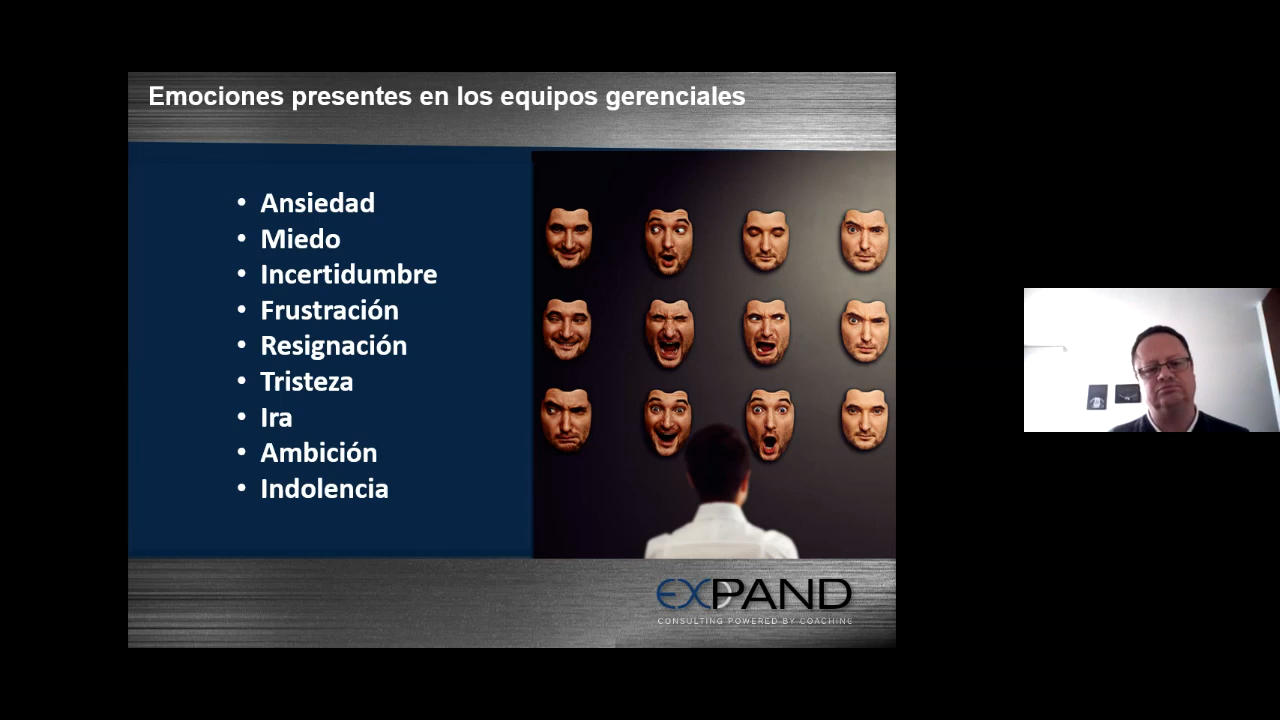 Emociones presentes en los equipos gerenciales
• Ansiedad
• Miedo
• Incertidumbre
• Frustración
• Resignación
• Tristeza
• Ira
• Ambición
• Indolencia
EXPAND
CONSULTING POWERED BY COACHING